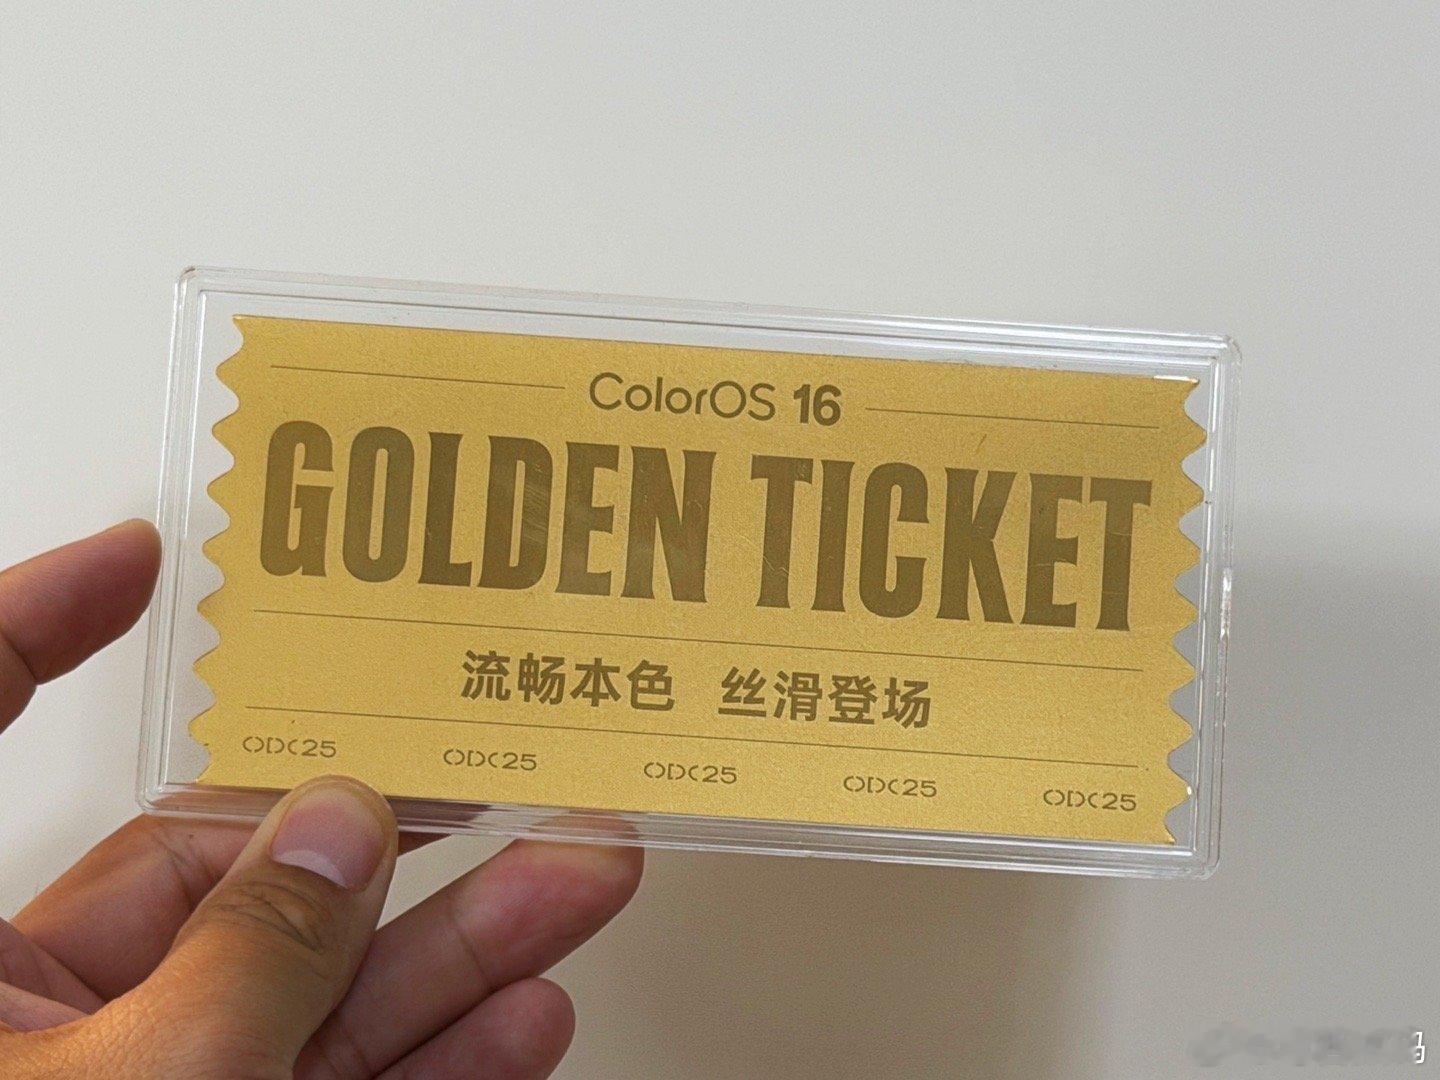 ColorOS 16
GOLDEN TICKET
流畅本色 丝滑登场
ODC25 ODC25 ODC25 ODC25 ODC25